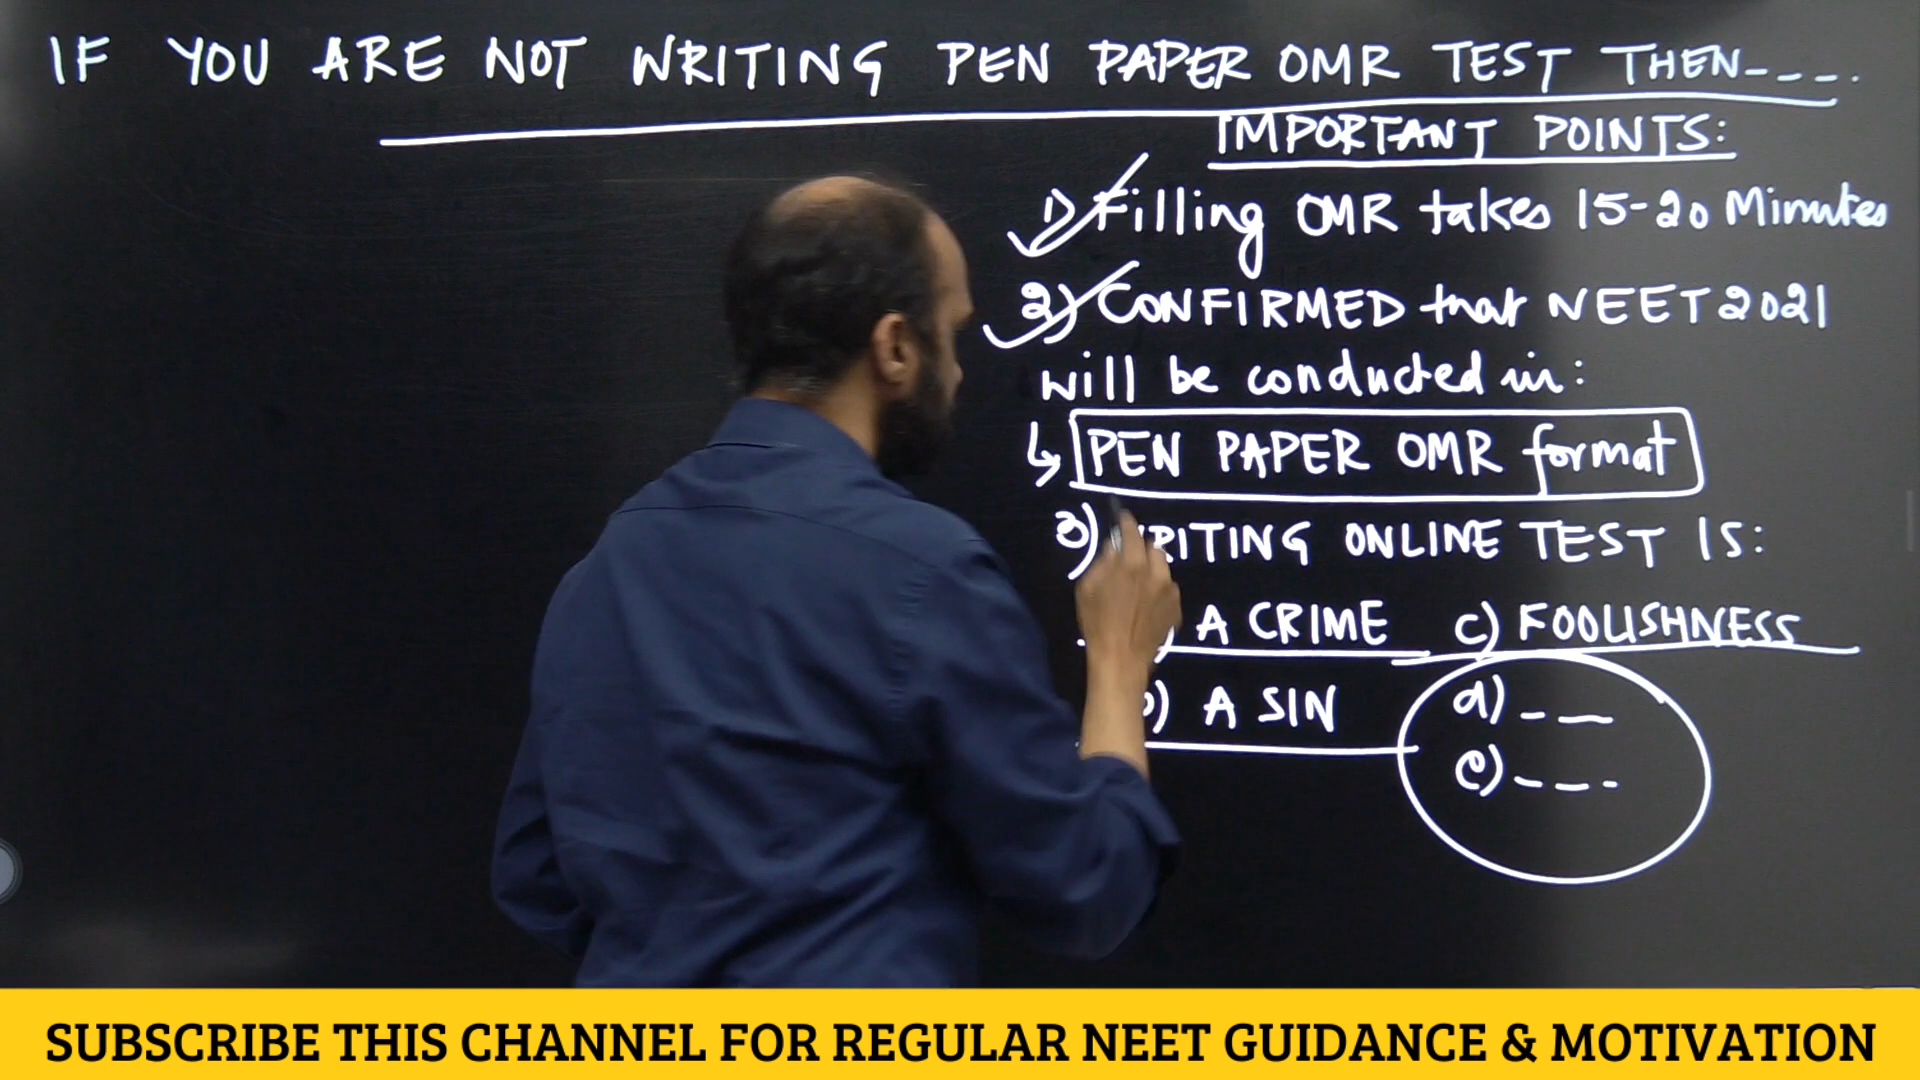 IF YOU ARE NOT WRITING PEN PAPER OMR TEST THEN----.
IMPORTANT POINTS:
1) Filling OMR takes 15-20 Minutes
2) CONFIRMED that NEET 2021
will be conducted in:
↳ PEN PAPER OMR format
3) WRITING ONLINE TEST IS:
A CRIME c) FOOLISHNESS
b) A SIN d) - —
e) - - -
SUBSCRIBE THIS CHANNEL FOR REGULAR NEET GUIDANCE & MOTIVATION